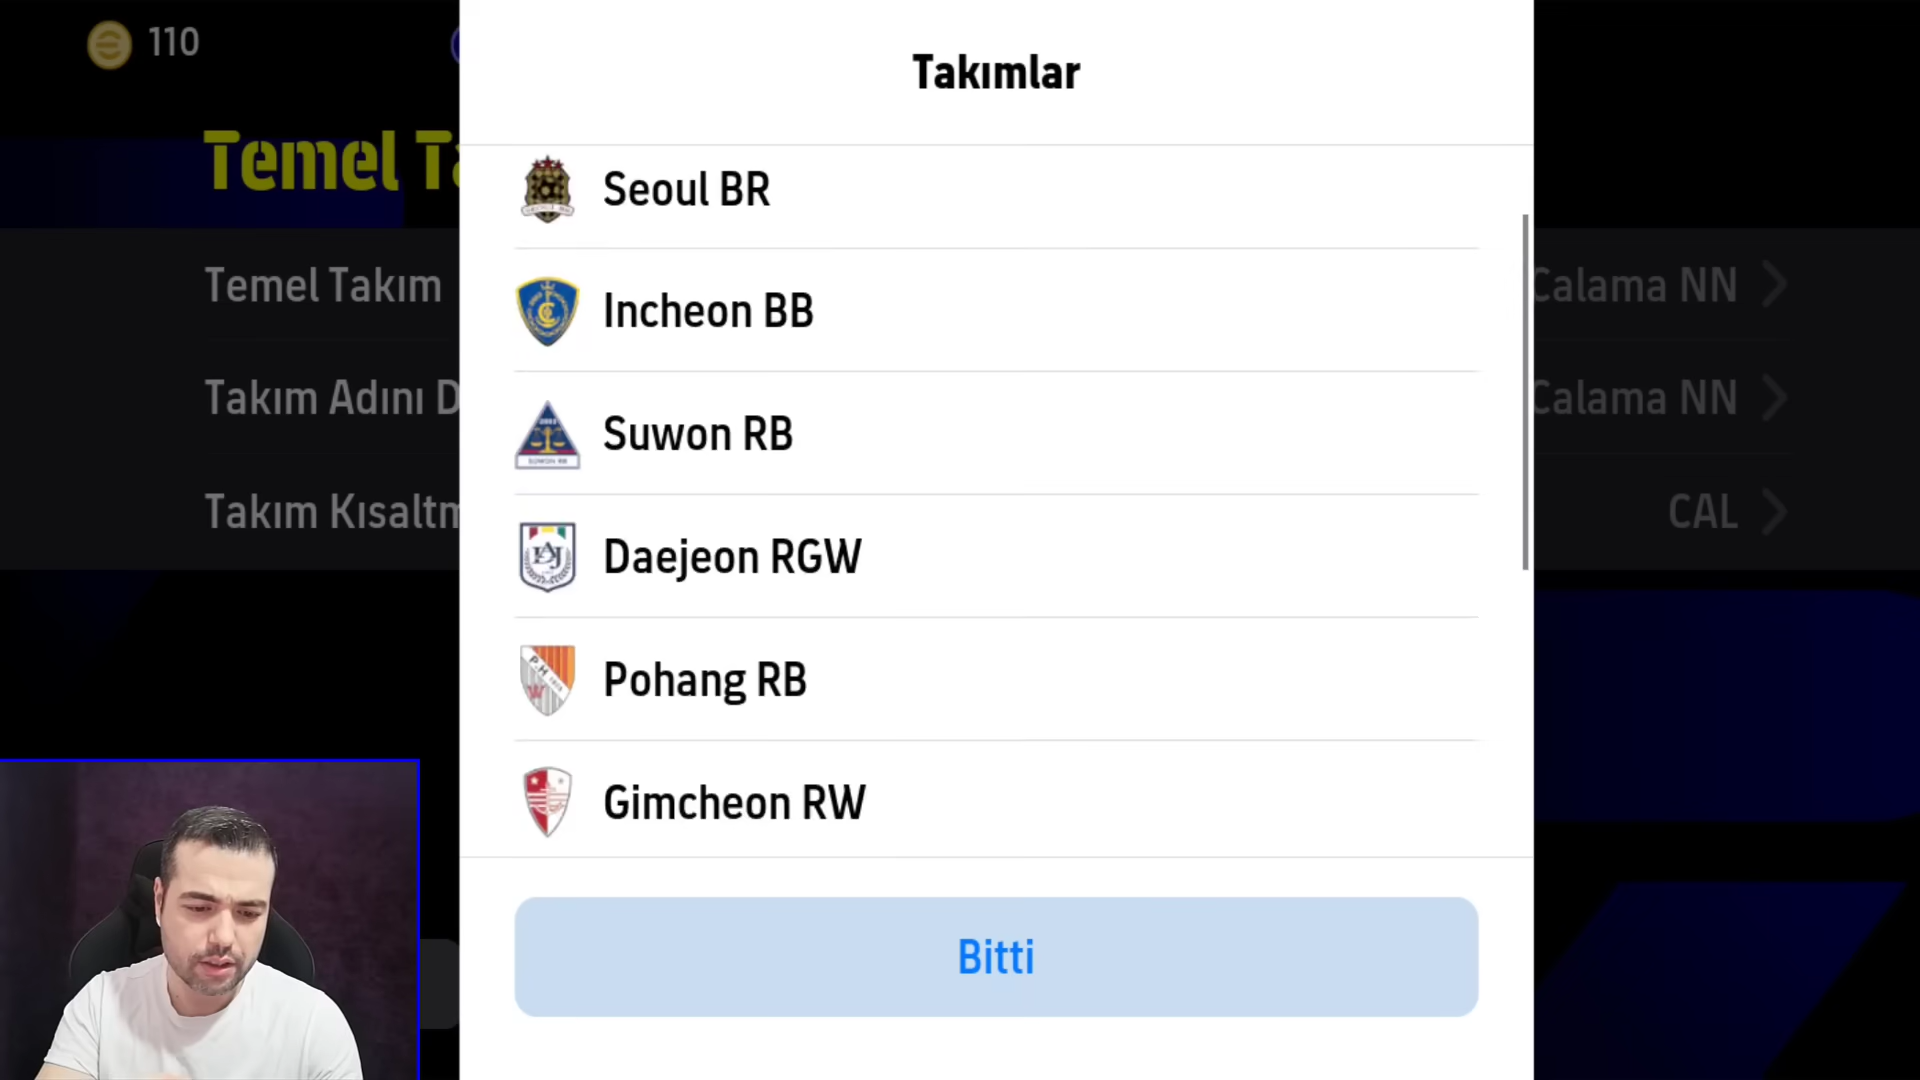 110
Takımlar
Temel Ta
Seoul BR
Temel Takım
Incheon BB
Calama NN
Takım Adını D
Suwon RB
Calama NN
Takım Kısaltm
Daejeon RGW
CAL
Pohang RB
Gimcheon RW
Bitti